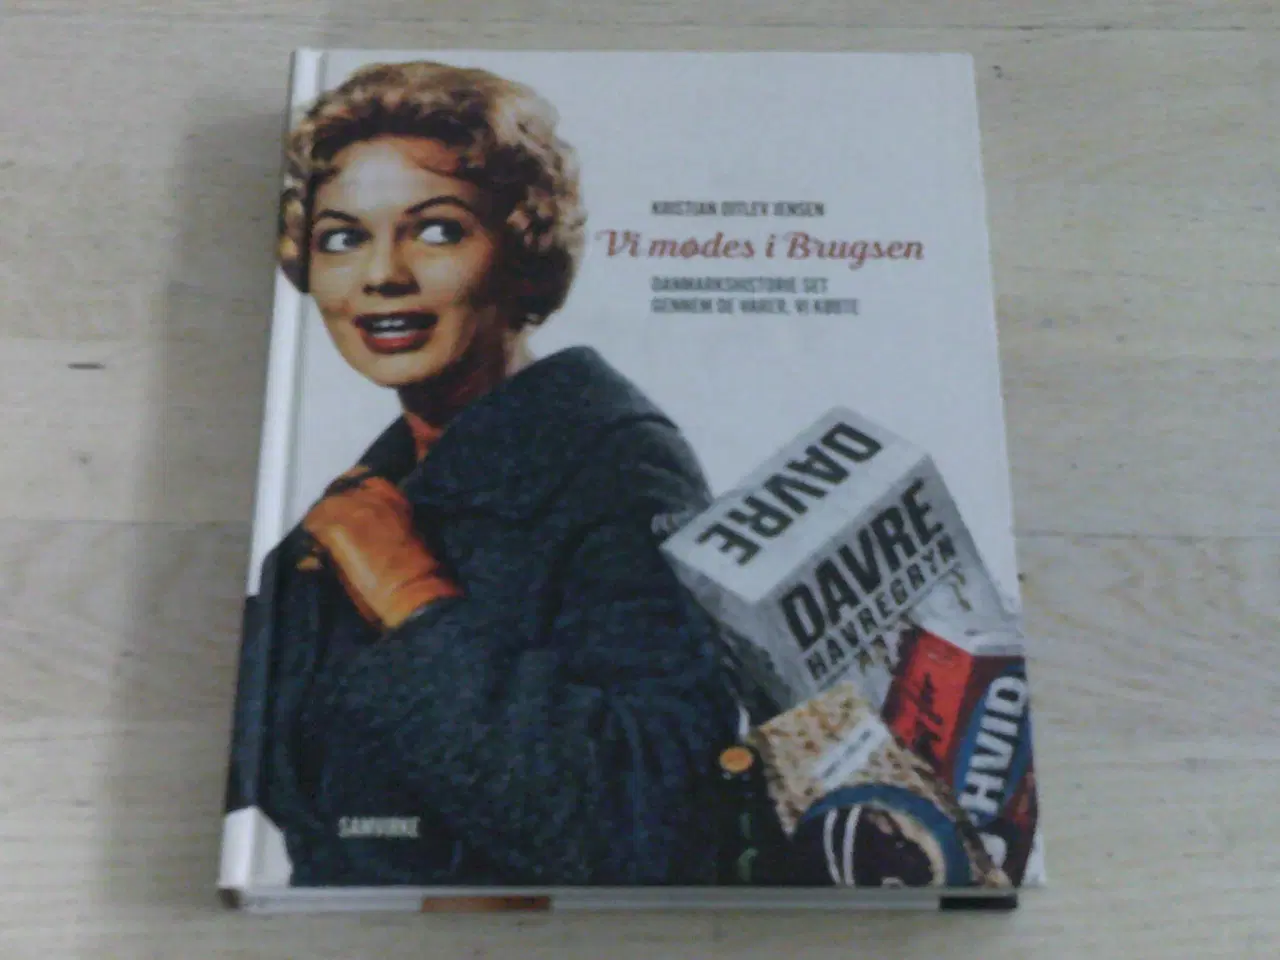 KRISTIAN DITLEV JENSEN
Vi mødes i Brugsen
DANMARKSHISTORIE SET
GENNEM DE VARER, VI KØBTE
DAVRE
DAVRE
HAVREGRYN
HVID
SAMVIRKE